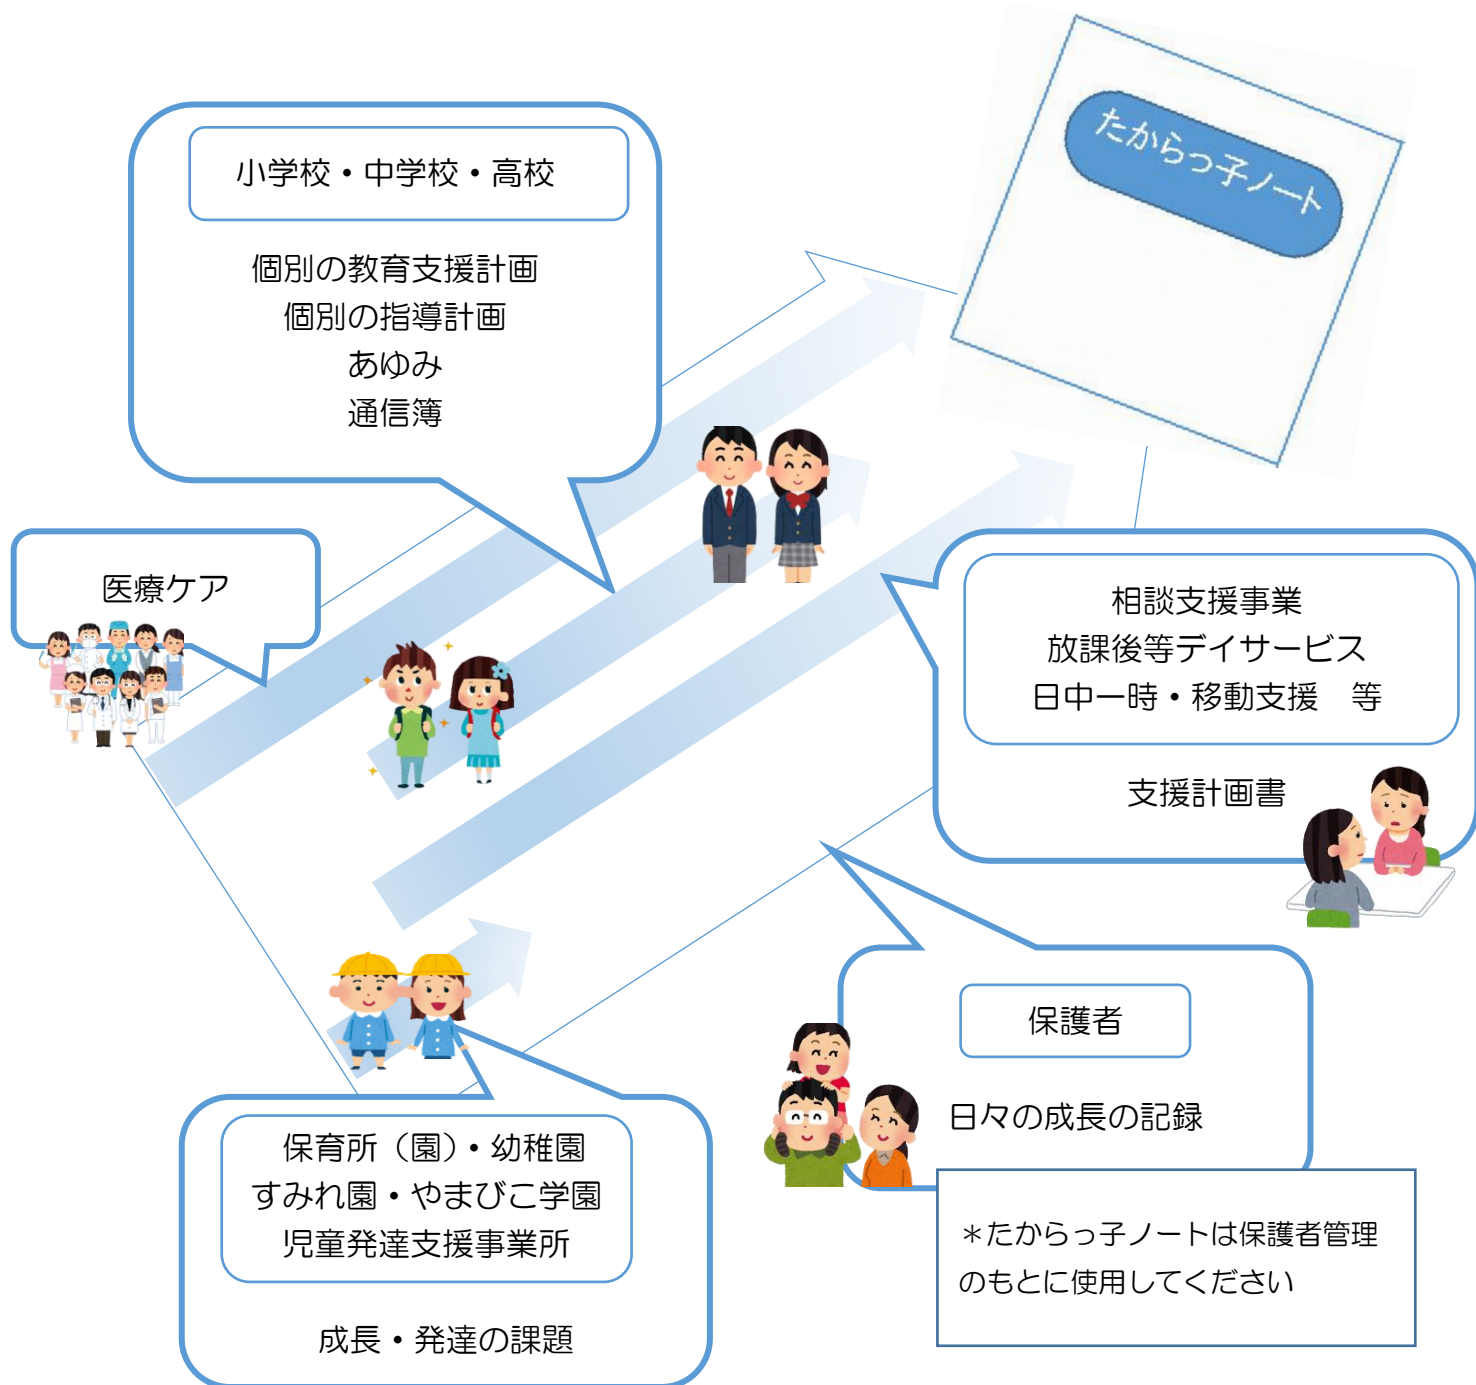 たからっ子ノート
小学校・中学校・高校
個別の教育支援計画
個別の指導計画
あゆみ
通信簿
医療ケア
相談支援事業
放課後等デイサービス
日中一時・移動支援　等
支援計画書
保護者
日々の成長の記録
＊たからっ子ノートは保護者管理
のもとに使用してください
保育所（園）・幼稚園
すみれ園・やまびこ学園
児童発達支援事業所
成長・発達の課題